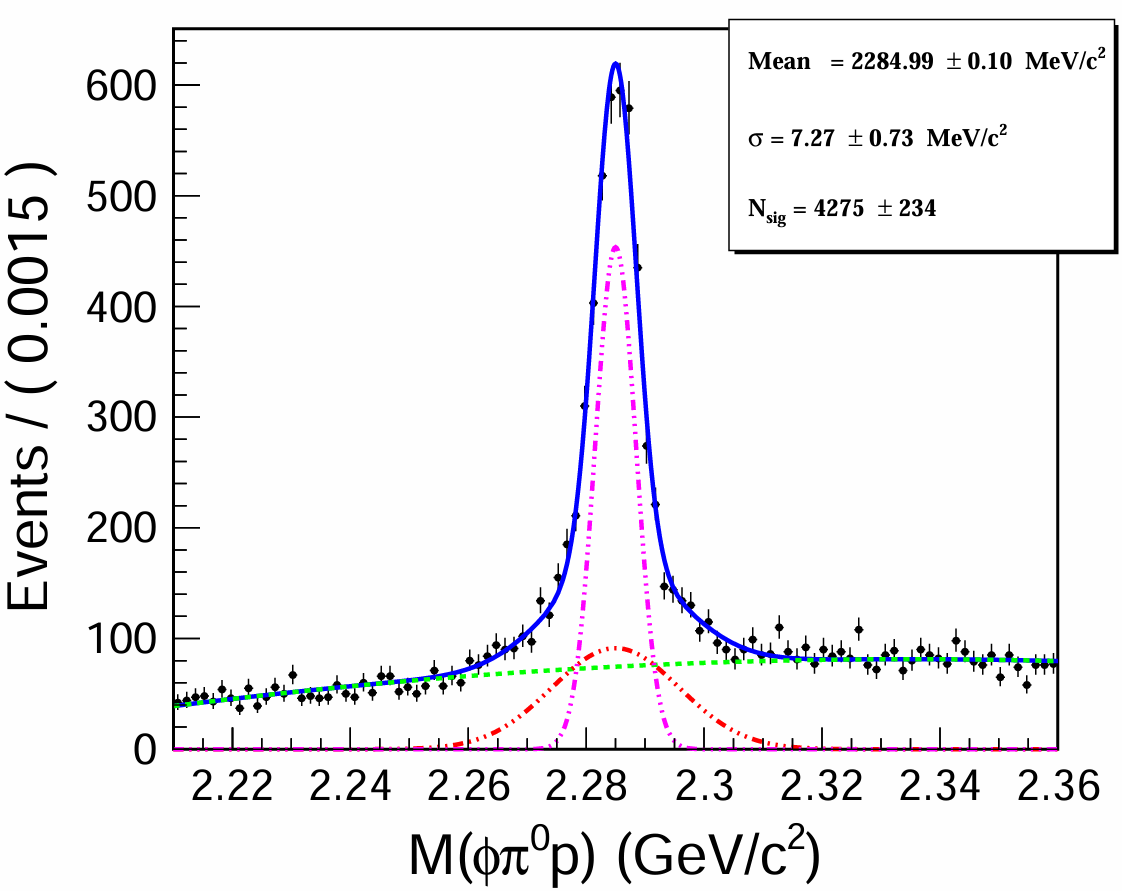 Mean = 2284.99 ± 0.10 MeV/c²
σ = 7.27 ± 0.73 MeV/c²
N_sig = 4275 ± 234
Events / ( 0.0015 )
600
500
400
300
200
100
0
2.22 2.24 2.26 2.28 2.3 2.32 2.34 2.36
M(ϕπ⁰p) (GeV/c²)